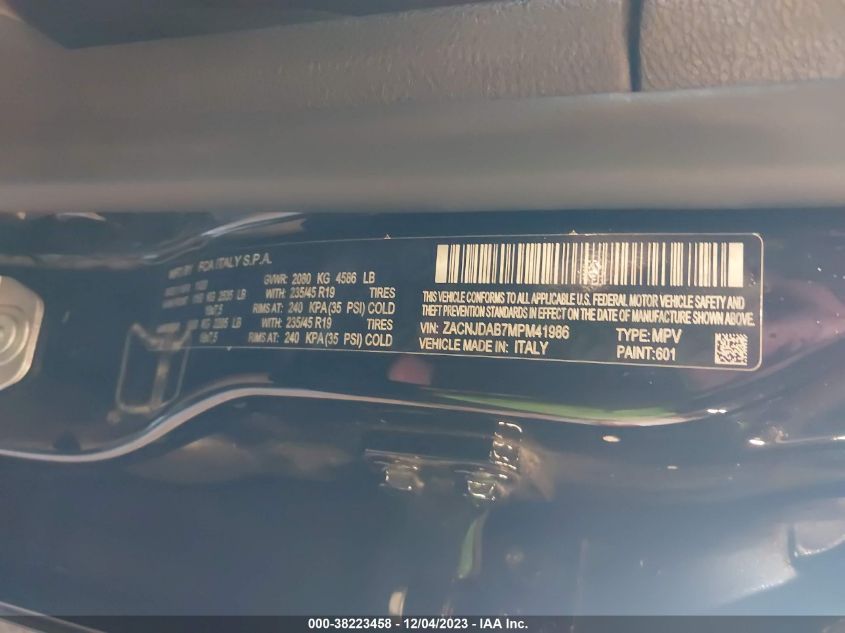 MFD BY FCA ITALY S.P.A.
GVWR: 2080 KG 4586 LB
WITH: 235/45 R19 TIRES
RIMS AT: 240 KPA (35 PSI) COLD
WITH: 235/45 R19 TIRES
RIMS AT: 240 KPA (35 PSI) COLD
THIS VEHICLE CONFORMS TO ALL APPLICABLE U.S. FEDERAL MOTOR VEHICLE SAFETY AND
THEFT PREVENTION STANDARDS IN EFFECT ON THE DATE OF MANUFACTURE SHOWN ABOVE.
VIN: ZACNJDAB7MPM41986 TYPE: MPV
VEHICLE MADE IN: ITALY PAINT: 601
000-38223458 - 12/04/2023 - IAA Inc.